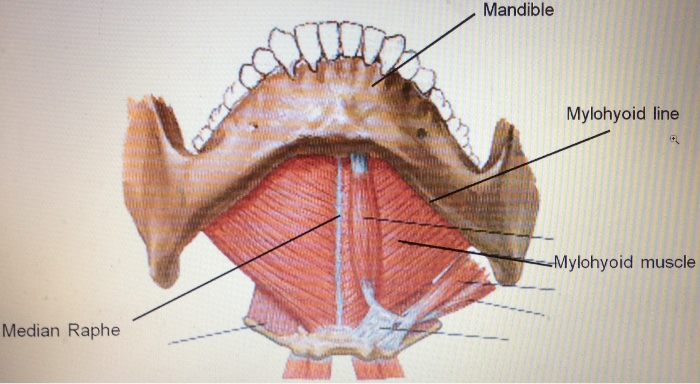 Mandible
Mylohyoid line
Mylohyoid muscle
Median Raphe